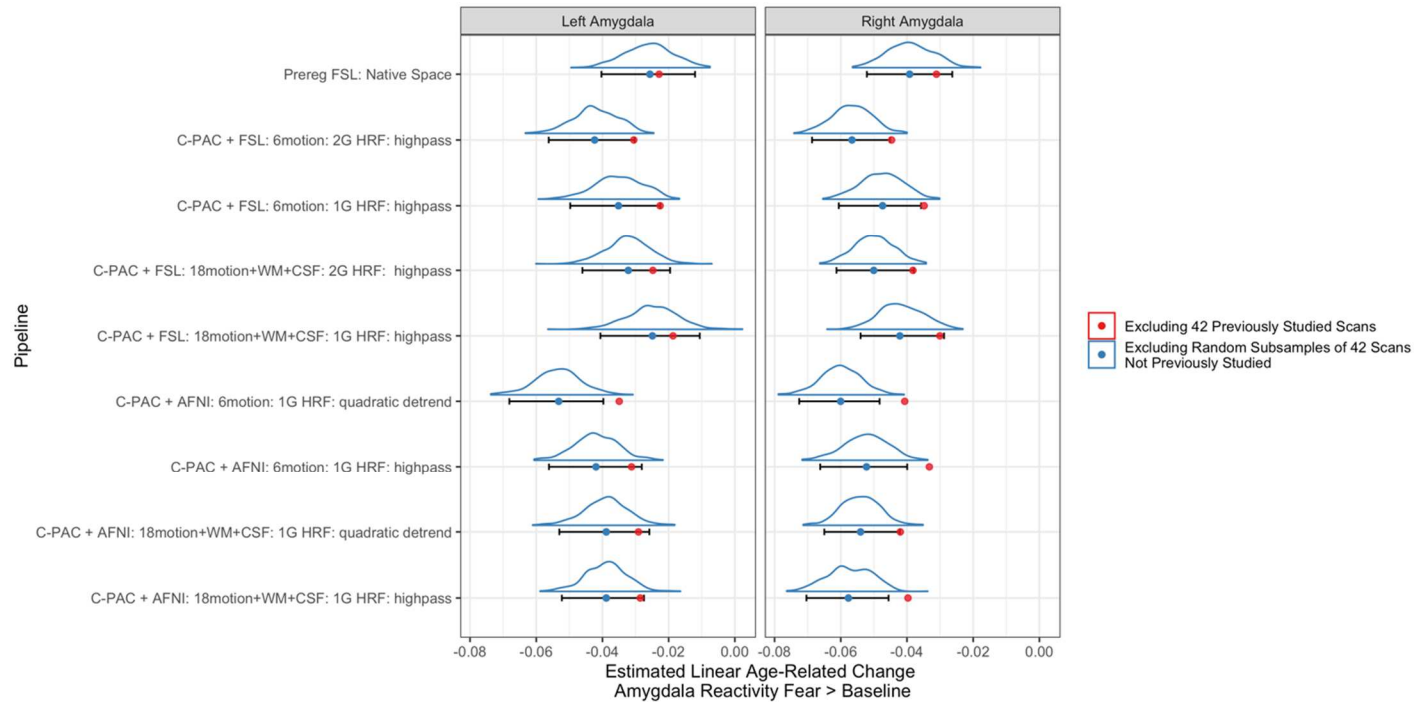 Left Amygdala
Right Amygdala
Pipeline
Prereg FSL: Native Space
C-PAC + FSL: 6motion: 2G HRF: highpass
C-PAC + FSL: 6motion: 1G HRF: highpass
C-PAC + FSL: 18motion+WM+CSF: 2G HRF:  highpass
C-PAC + FSL: 18motion+WM+CSF: 1G HRF: highpass
C-PAC + AFNI: 6motion: 1G HRF: quadratic detrend
C-PAC + AFNI: 6motion: 1G HRF: highpass
C-PAC + AFNI: 18motion+WM+CSF: 1G HRF: quadratic detrend
C-PAC + AFNI: 18motion+WM+CSF: 1G HRF: highpass
Excluding 42 Previously Studied Scans
Excluding Random Subsamples of 42 Scans
Not Previously Studied
-0.08 -0.06 -0.04 -0.02 0.00
-0.08 -0.06 -0.04 -0.02 0.00
Estimated Linear Age-Related Change
Amygdala Reactivity Fear > Baseline